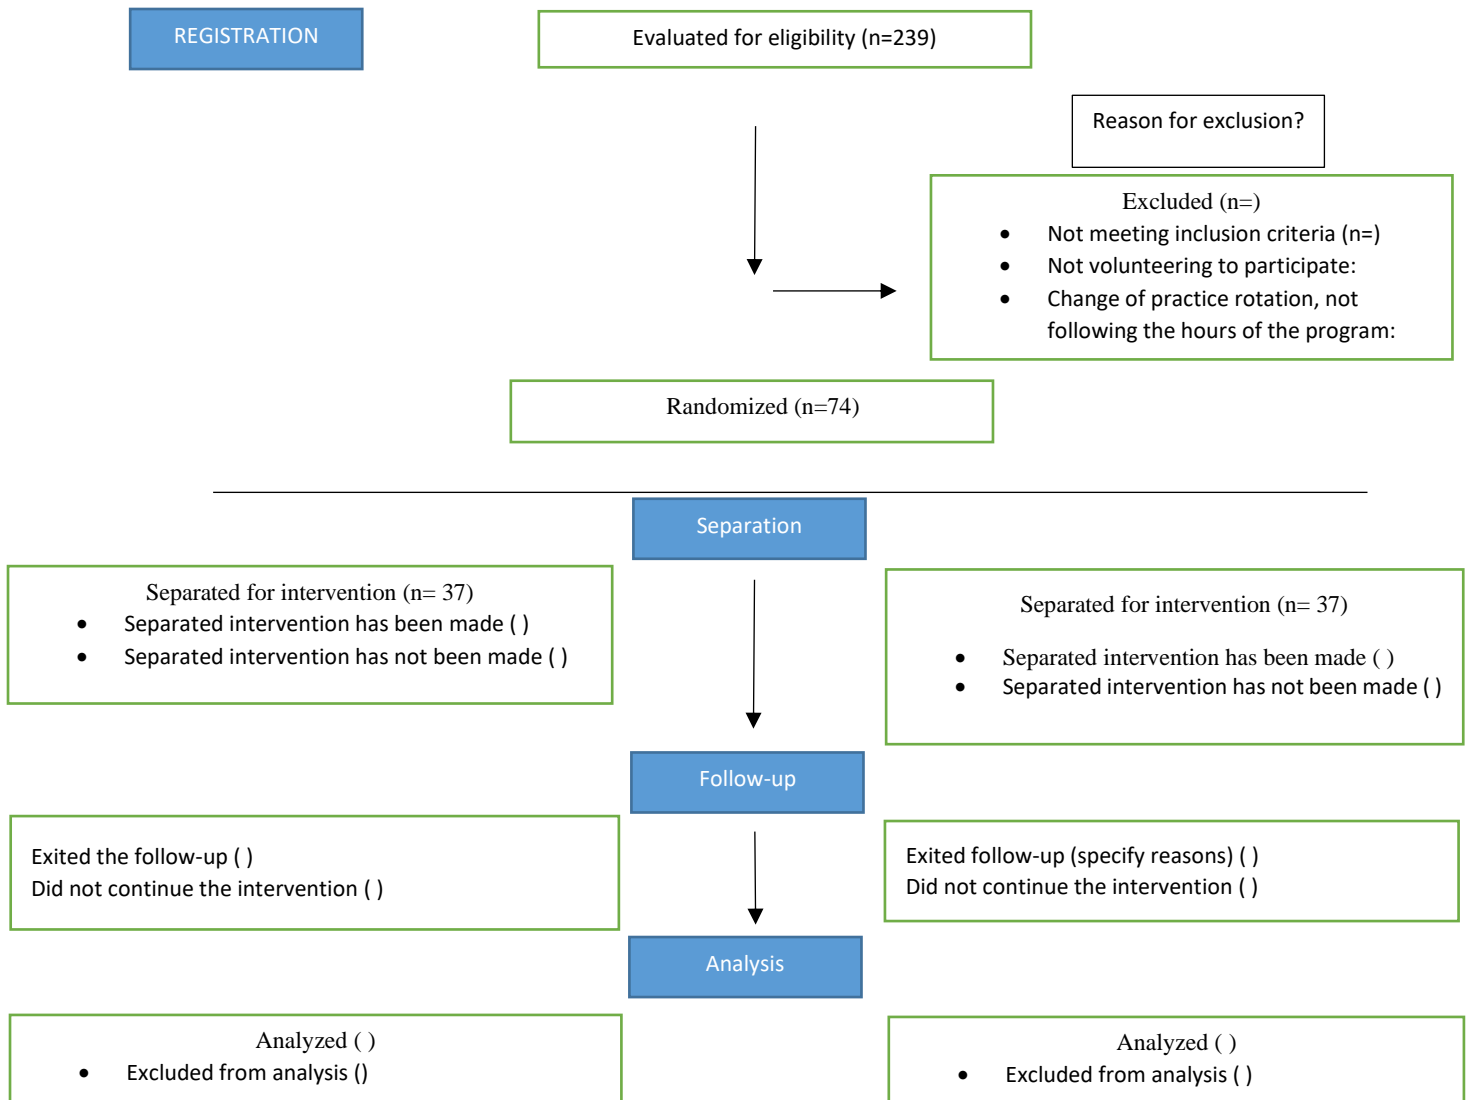 REGISTRATION
Evaluated for eligibility (n=239)
Reason for exclusion?
Excluded (n=)
• Not meeting inclusion criteria (n=)
• Not volunteering to participate:
• Change of practice rotation, not
following the hours of the program:
Randomized (n=74)
Separation
Separated for intervention (n= 37)
• Separated intervention has been made ( )
• Separated intervention has not been made ( )
Separated for intervention (n= 37)
• Separated intervention has been made ( )
• Separated intervention has not been made ( )
Follow-up
Exited the follow-up ( )
Did not continue the intervention ( )
Exited follow-up (specify reasons) ( )
Did not continue the intervention ( )
Analysis
Analyzed ( )
• Excluded from analysis ()
Analyzed ( )
• Excluded from analysis ( )